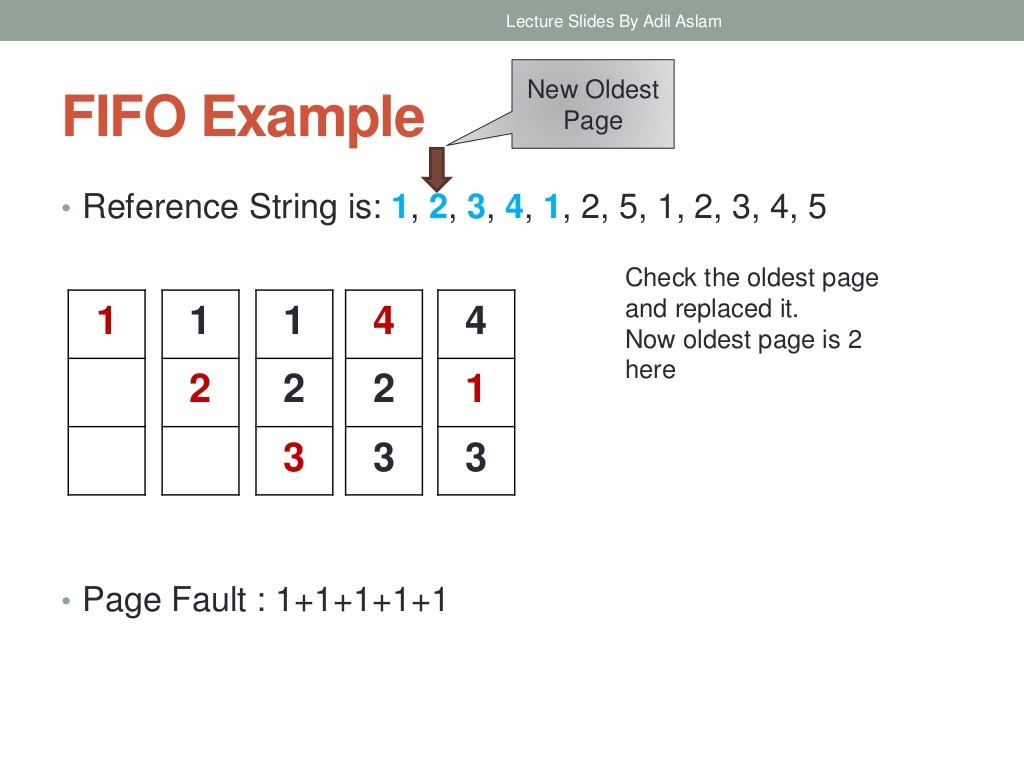 Lecture Slides By Adil Aslam
New Oldest
Page
FIFO Example
• Reference String is: 1, 2, 3, 4, 1, 2, 5, 1, 2, 3, 4, 5
Check the oldest page
and replaced it.
Now oldest page is 2
here
1 1 1 4 4
2 2 2 1
3 3 3
• Page Fault : 1+1+1+1+1